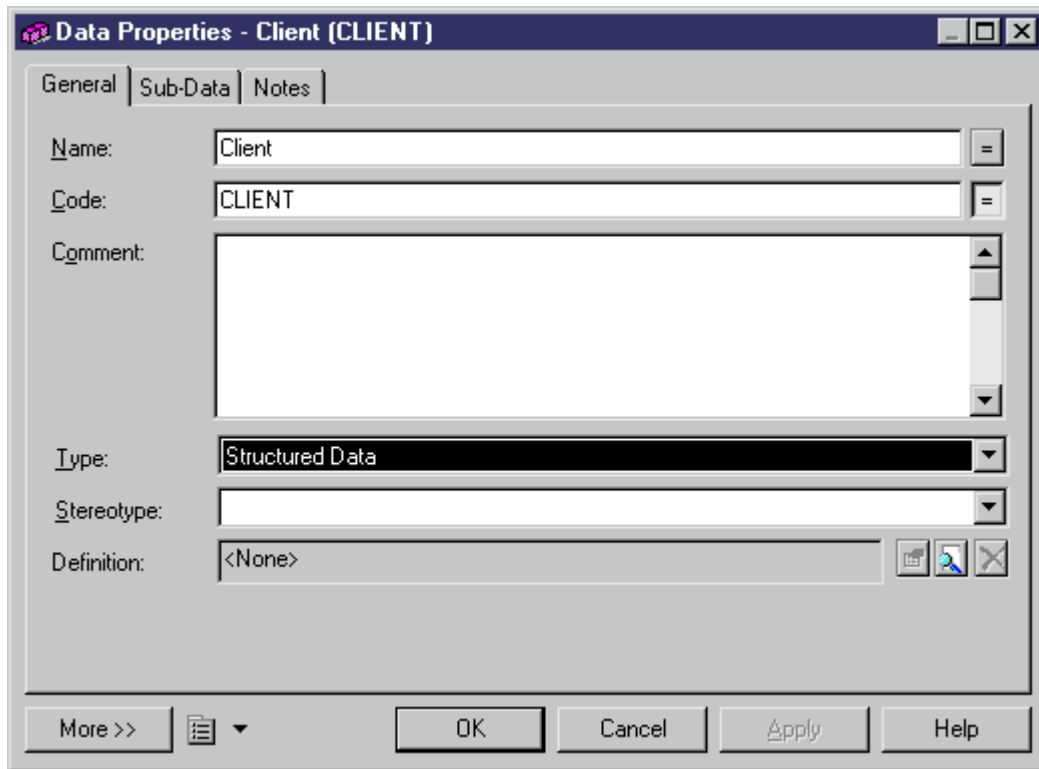 Data Properties - Client (CLIENT)
General Sub-Data Notes
Name: Client =
Code: CLIENT =
Comment:
Type: Structured Data
Stereotype:
Definition: <None>
More >> OK Cancel Apply Help